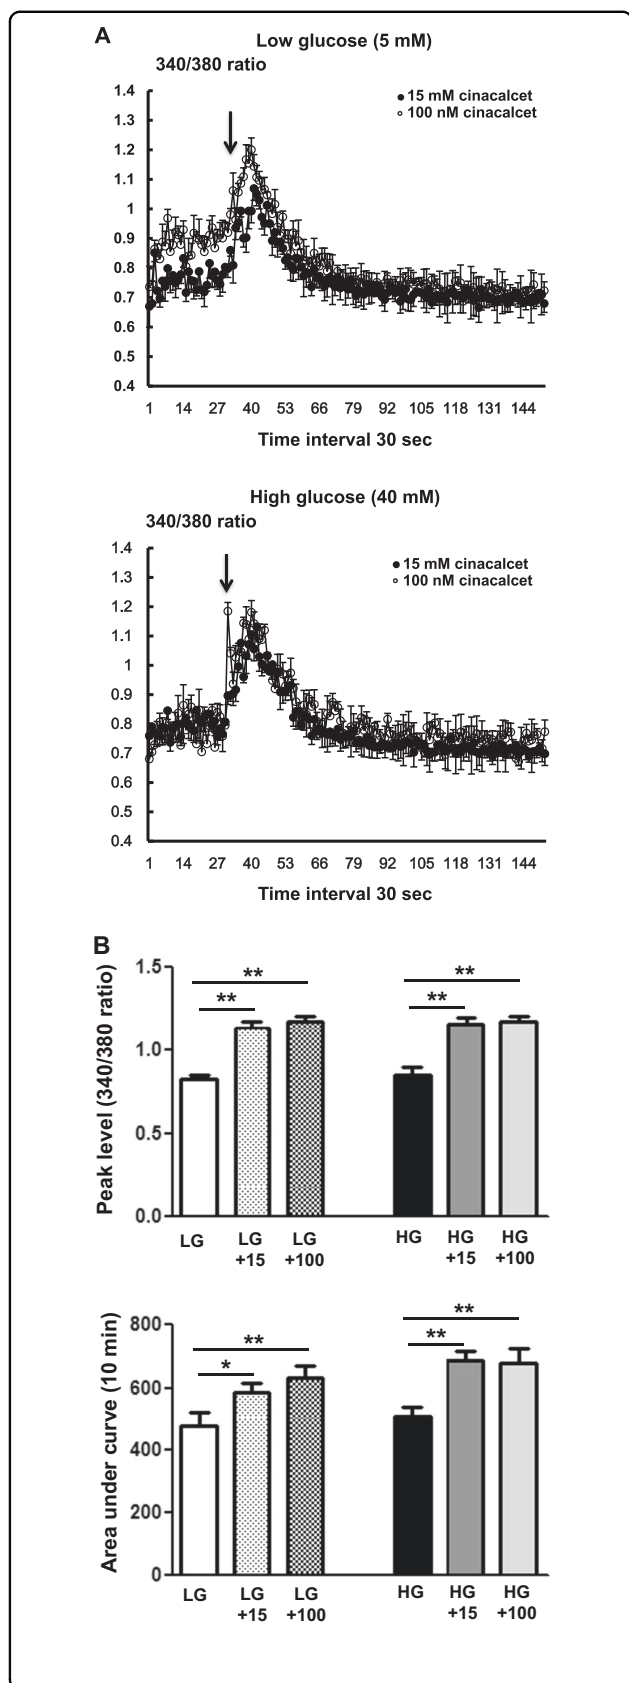 A
Low glucose (5 mM)
340/380 ratio
15 mM cinacalcet
100 nM cinacalcet
1.4
1.3
1.2
1.1
1
0.9
0.8
0.7
0.6
0.5
0.4
1 14 27 40 53 66 79 92 105 118 131 144
Time interval 30 sec
High glucose (40 mM)
340/380 ratio
15 mM cinacalcet
100 nM cinacalcet
1.4
1.3
1.2
1.1
1
0.9
0.8
0.7
0.6
0.5
0.4
1 14 27 40 53 66 79 92 105 118 131 144
Time interval 30 sec
B
Peak level (340/380 ratio)
1.5
1.0
0.5
0.0
** **
** **
LG LG +15 LG +100 HG HG +15 HG +100
Area under curve (10 min)
800
600
400
200
0
** **
* **
LG LG +15 LG +100 HG HG +15 HG +100